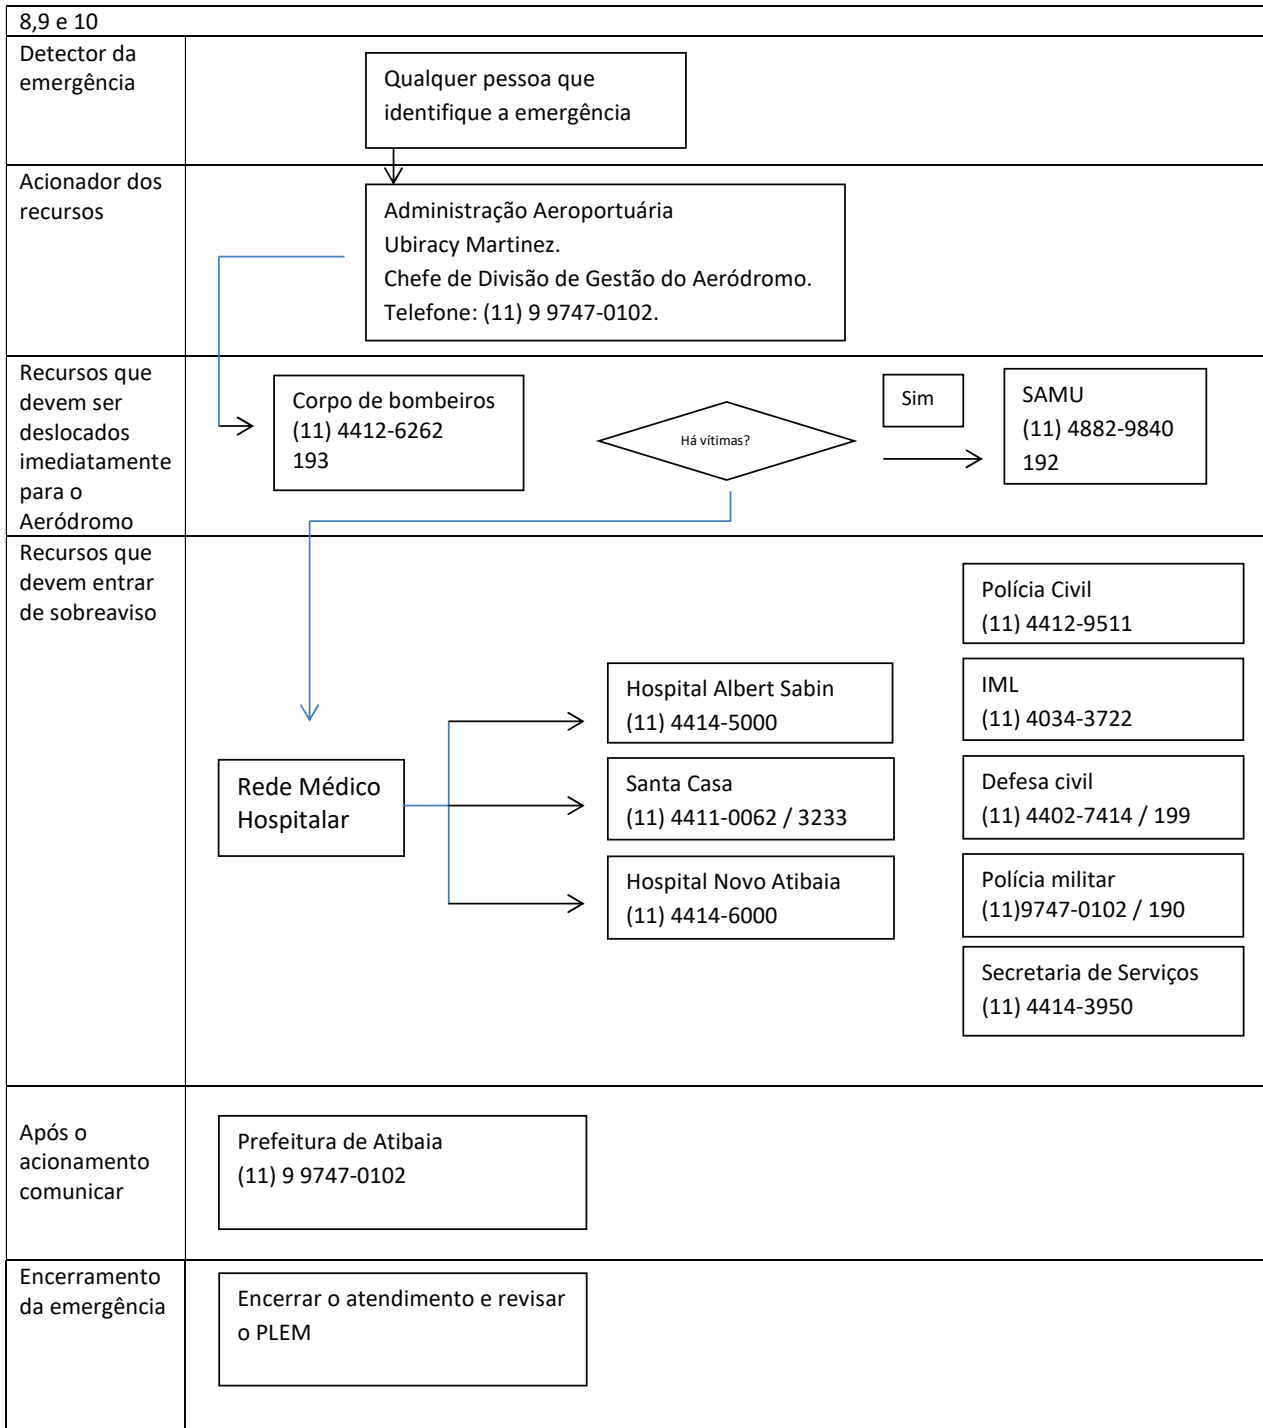 8,9 e 10
Detector da
emergência
Qualquer pessoa que
identifique a emergência
Acionador dos
recursos
Administração Aeroportuária
Ubiracy Martinez.
Chefe de Divisão de Gestão do Aeródromo.
Telefone: (11) 9 9747-0102.
Recursos que
devem ser
deslocados
imediatamente
para o
Aeródromo
Corpo de bombeiros
(11) 4412-6262
193
Há vítimas?
Sim
SAMU
(11) 4882-9840
192
Recursos que
devem entrar
de sobreaviso
Rede Médico
Hospitalar
Hospital Albert Sabin
(11) 4414-5000
Santa Casa
(11) 4411-0062 / 3233
Hospital Novo Atibaia
(11) 4414-6000
Polícia Civil
(11) 4412-9511
IML
(11) 4034-3722
Defesa civil
(11) 4402-7414 / 199
Polícia militar
(11)9747-0102 / 190
Secretaria de Serviços
(11) 4414-3950
Após o
acionamento
comunicar
Prefeitura de Atibaia
(11) 9 9747-0102
Encerramento
da emergência
Encerrar o atendimento e revisar
o PLEM